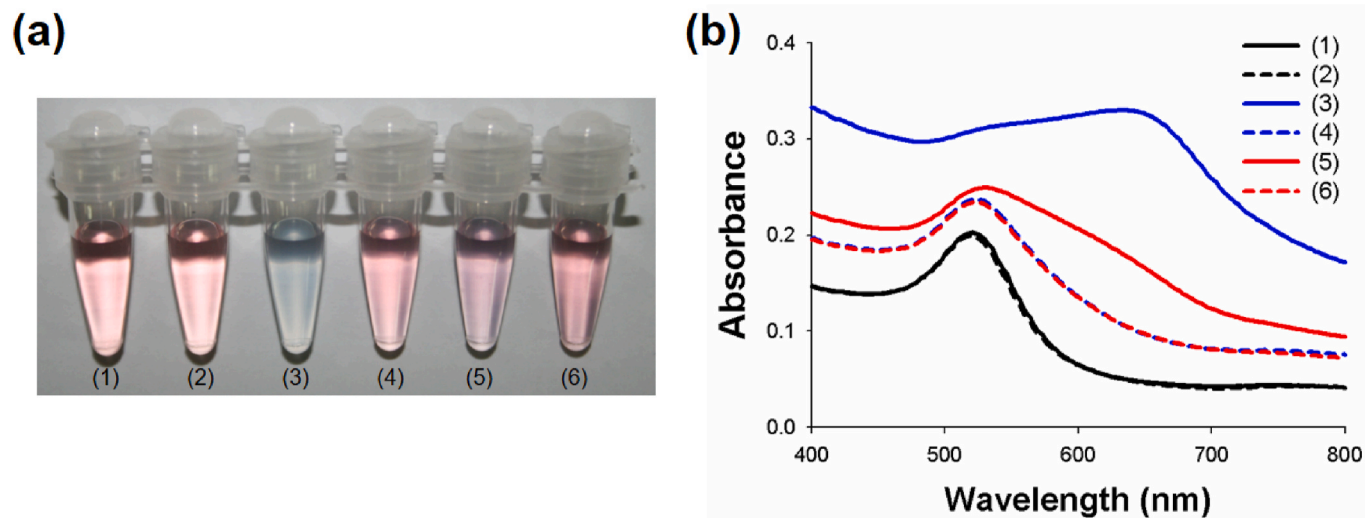 (a)
(1) (2) (3) (4) (5) (6)
(b)
Absorbance
0.4
0.3
0.2
0.1
0.0
400 500 600 700 800
Wavelength (nm)
(1)
(2)
(3)
(4)
(5)
(6)